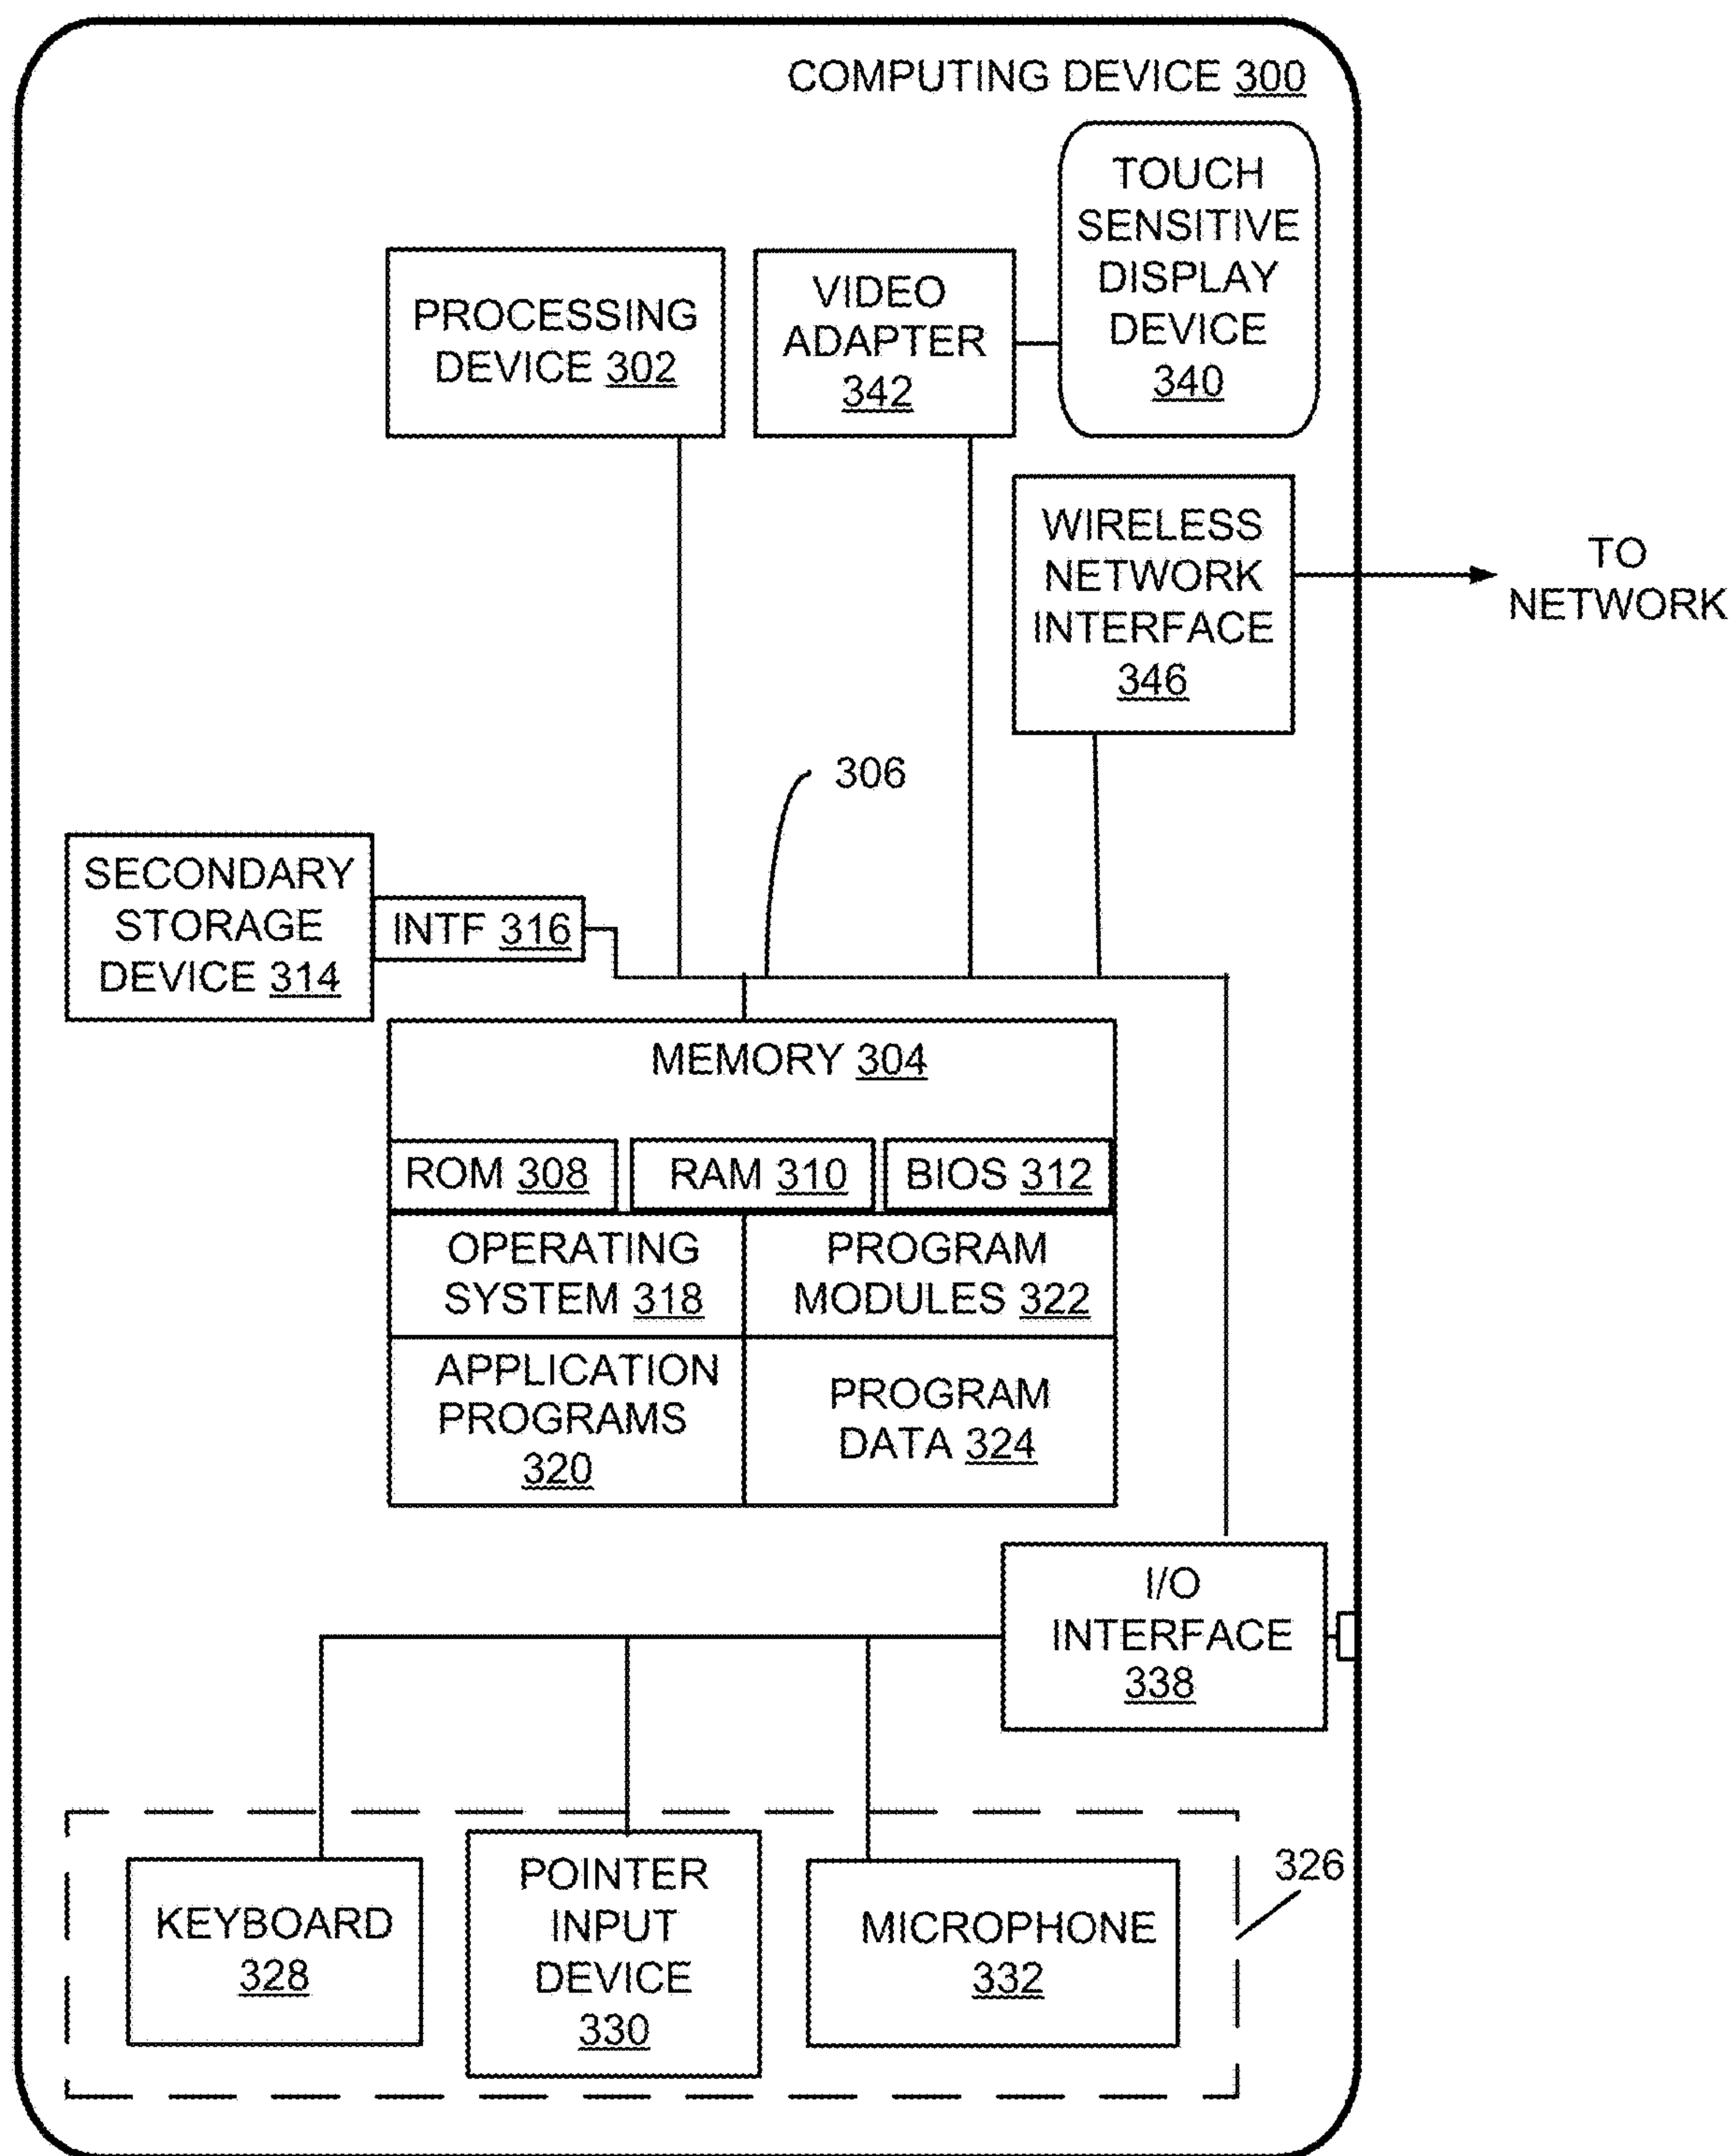 COMPUTING DEVICE 300
TOUCH
SENSITIVE
DISPLAY
DEVICE
340
PROCESSING
DEVICE 302
VIDEO
ADAPTER
342
WIRELESS
NETWORK
INTERFACE
346
TO
NETWORK
306
SECONDARY
STORAGE
DEVICE 314
INTF 316
MEMORY 304
ROM 308
RAM 310
BIOS 312
OPERATING
SYSTEM 318
PROGRAM
MODULES 322
APPLICATION
PROGRAMS
320
PROGRAM
DATA 324
I/O
INTERFACE
338
326
KEYBOARD
328
POINTER
INPUT
DEVICE
330
MICROPHONE
332